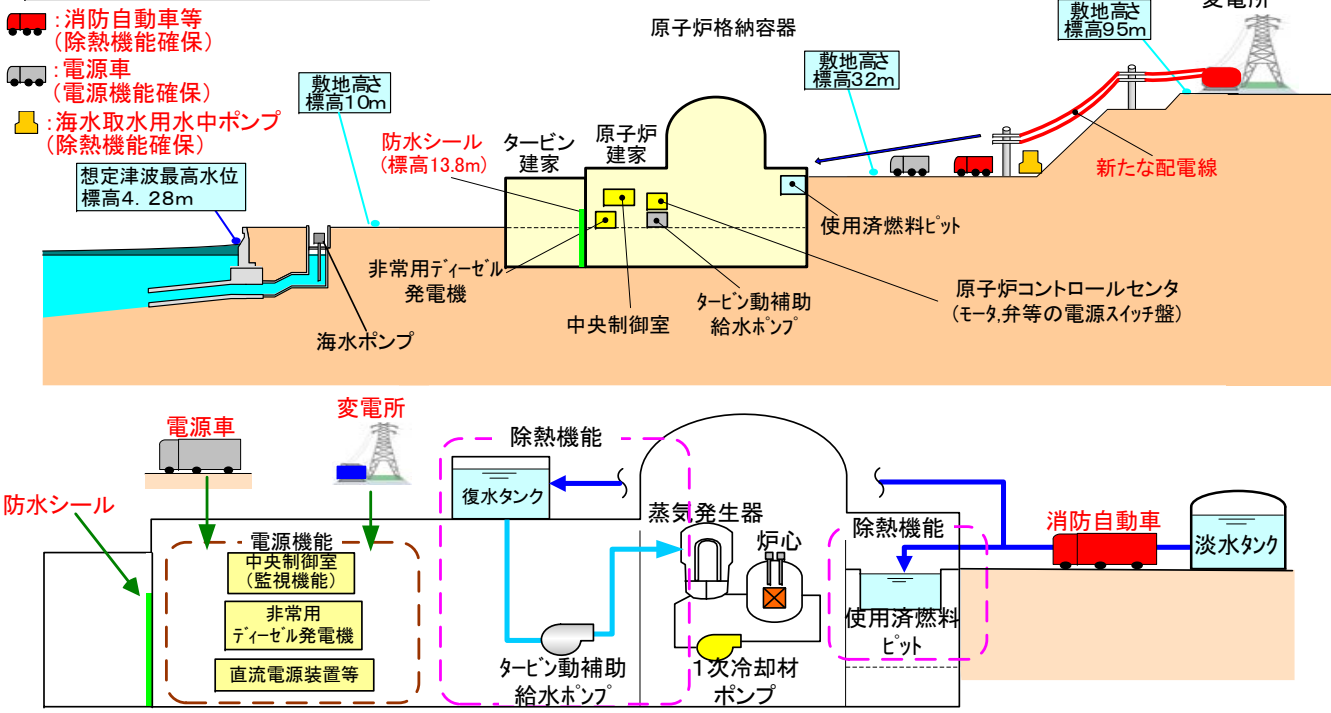 ：消防自動車等
(除熱機能確保)
：電源車
(電源機能確保)
：海水取水用水中ポンプ
(除熱機能確保)
想定津波最高水位
標高4．28m
敷地高さ
標高10m
防水シール
(標高13.8m)
タービン
建家
原子炉
建家
原子炉格納容器
敷地高さ
標高32m
敷地高さ
標高95m
変電所
新たな配電線
使用済燃料ピット
非常用ディーゼル
発電機
中央制御室
タービン動補助
給水ポンプ
原子炉コントロールセンタ
(モータ,弁等の電源スイッチ盤)
海水ポンプ
電源車
変電所
防水シール
電源機能
中央制御室
(監視機能)
非常用
ディーゼル発電機
直流電源装置等
除熱機能
復水タンク
タービン動補助
給水ポンプ
蒸気発生器
炉心
1次冷却材
ポンプ
除熱機能
使用済燃料
ピット
消防自動車
淡水タンク